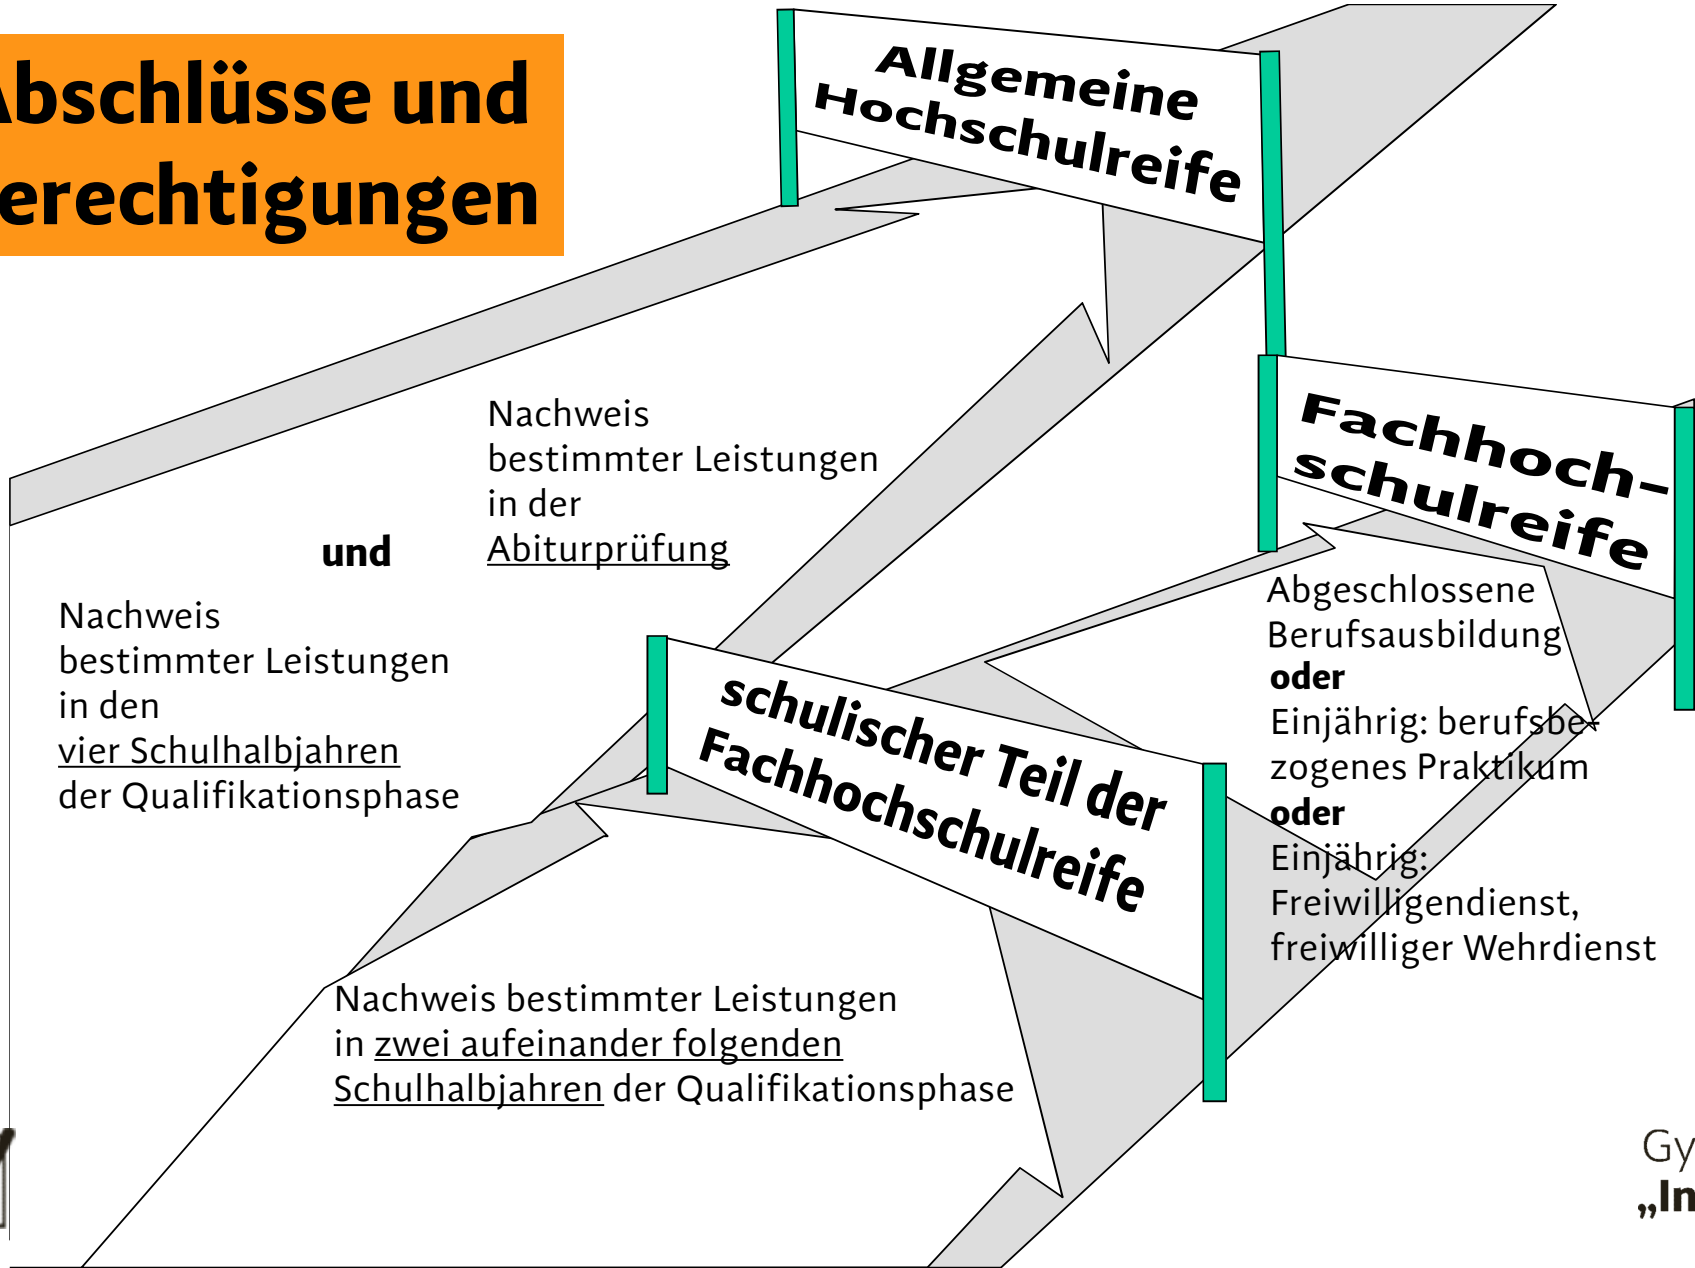 Abschlüsse und
erechtigungen
Allgemeine
Hochschulreife
Fachhoch-
schulreife
Nachweis
bestimmter Leistungen
in der
Abiturprüfung
und
Nachweis
bestimmter Leistungen
in den
vier Schulhalbjahren
der Qualifikationsphase
Abgeschlossene
Berufsausbildung
oder
Einjährig: berufsbe-
zogenes Praktikum
oder
Einjährig:
Freiwilligendienst,
freiwilliger Wehrdienst
schulischer Teil der
Fachhochschulreife
Nachweis bestimmter Leistungen
in zwei aufeinander folgenden
Schulhalbjahren der Qualifikationsphase
Gy
„In